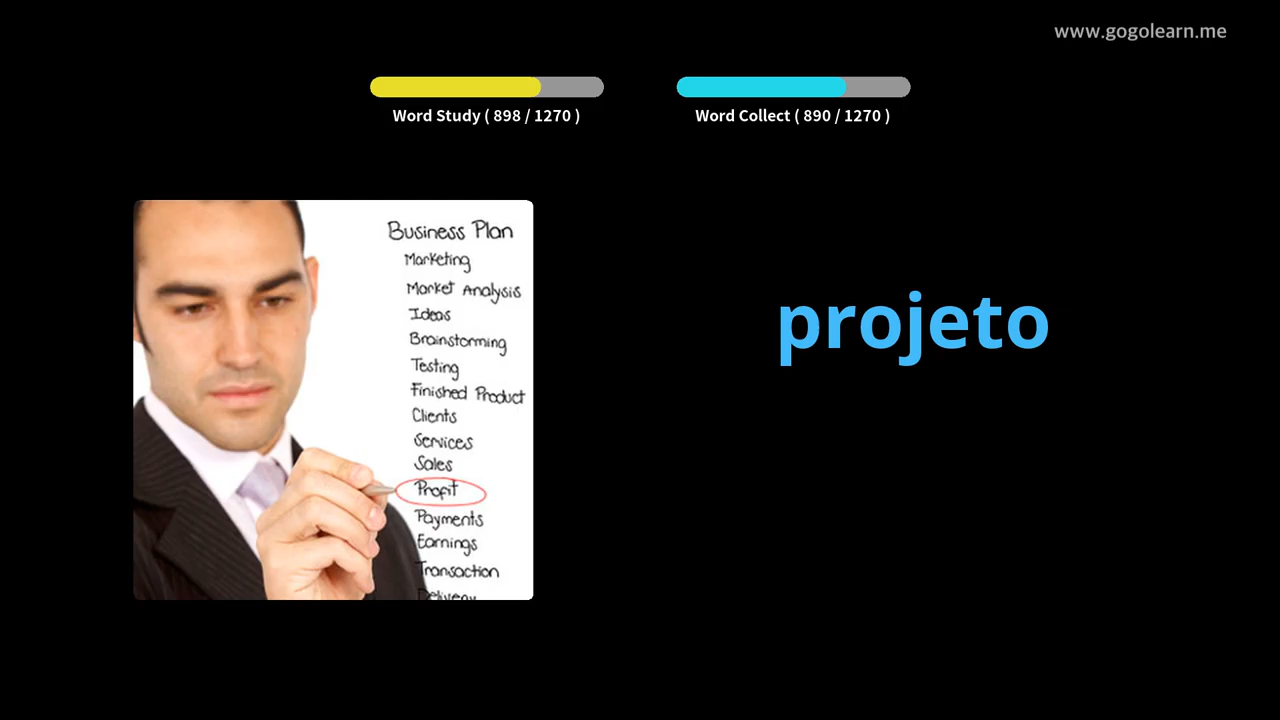 www.gogolearn.me
Word Study ( 898 / 1270 )
Word Collect ( 890 / 1270 )
Business Plan
Marketing
Market Analysis
Ideas
Brainstorming
Testing
Finished Product
Clients
Services
Sales
Profit
Payments
Earnings
Transaction
Delivery
projeto